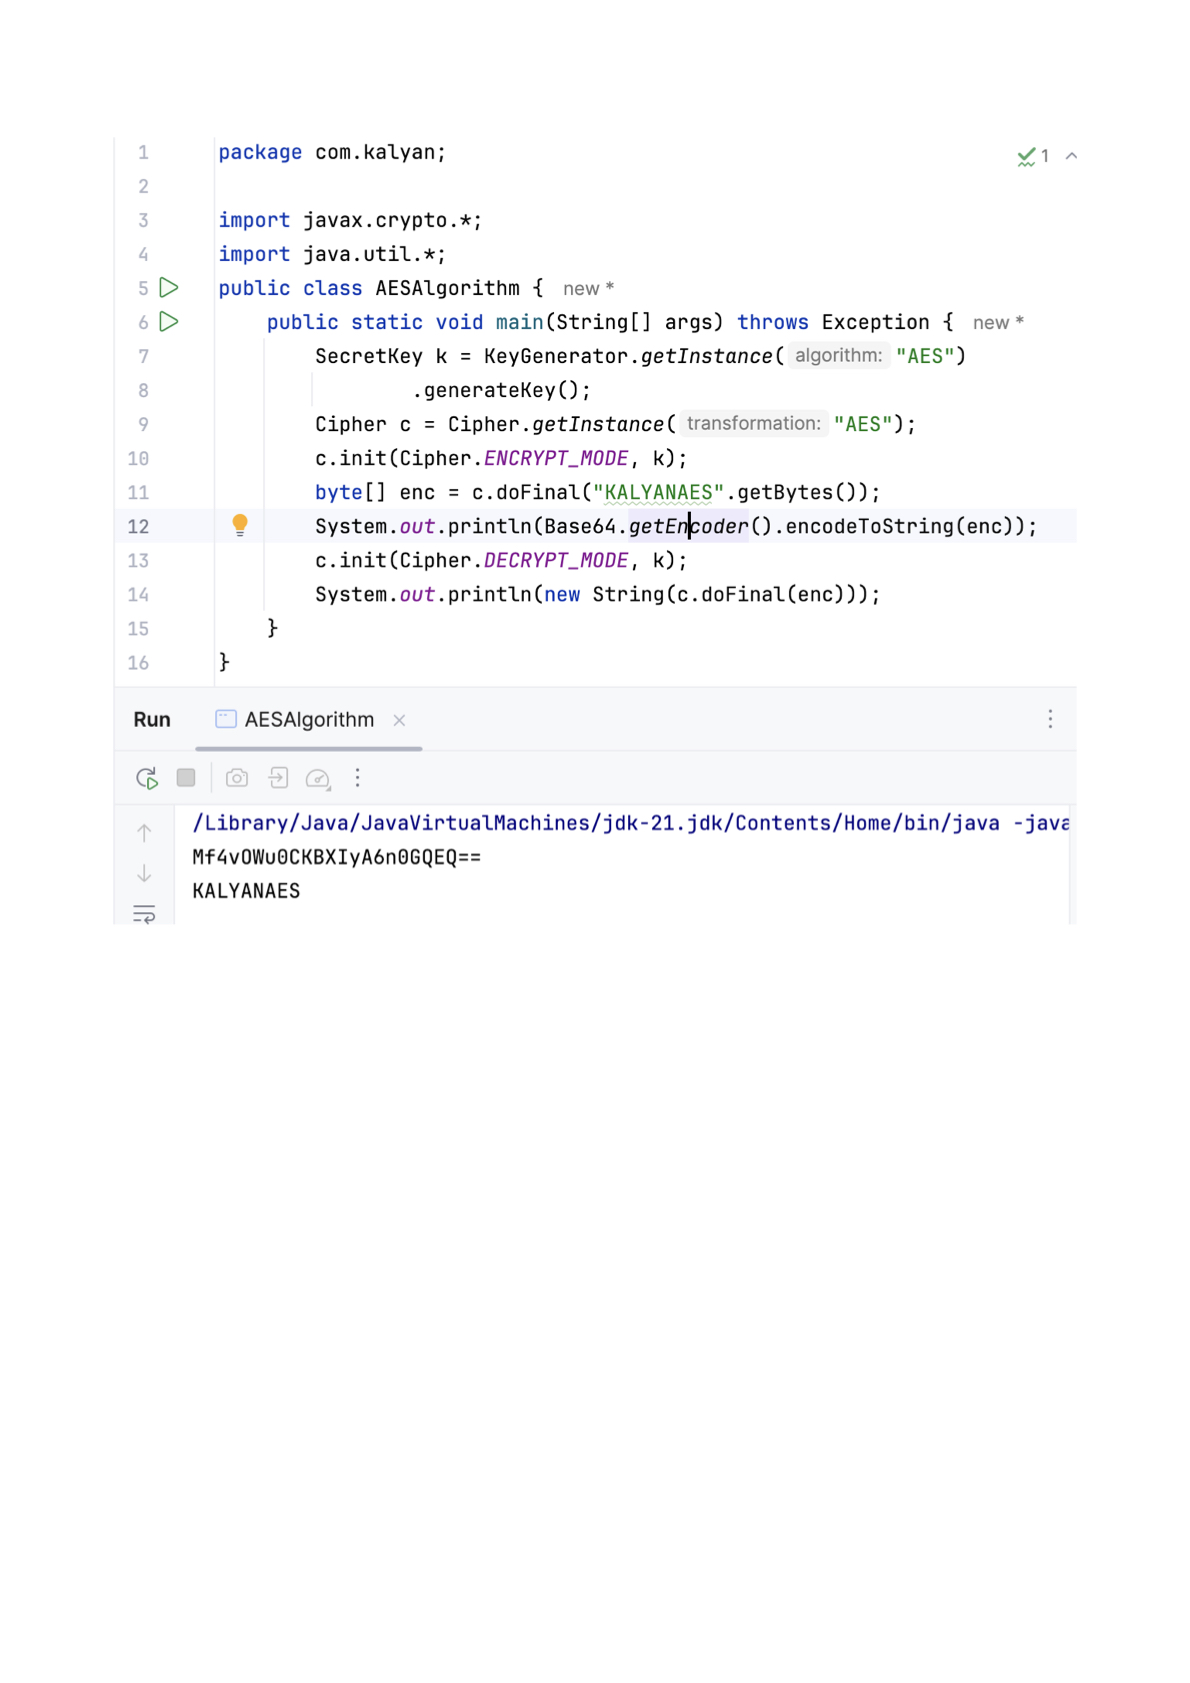 1 package com.kalyan;
✓ 1 ^
2
3 import javax.crypto.*;
4 import java.util.*;
5 public class AESAlgorithm { new *
6 public static void main(String[] args) throws Exception { new *
7 SecretKey k = KeyGenerator.getInstance( algorithm: "AES")
8 .generateKey();
9 Cipher c = Cipher.getInstance( transformation: "AES");
10 c.init(Cipher.ENCRYPT_MODE, k);
11 byte[] enc = c.doFinal("KALYANAES".getBytes());
12 System.out.println(Base64.getEncoder().encodeToString(enc));
13 c.init(Cipher.DECRYPT_MODE, k);
14 System.out.println(new String(c.doFinal(enc)));
15 }
16 }
Run AESAlgorithm ×
/Library/Java/JavaVirtualMachines/jdk-21.jdk/Contents/Home/bin/java -java
Mf4vOWu0CKBXIyA6n0GQEQ==
KALYANAES